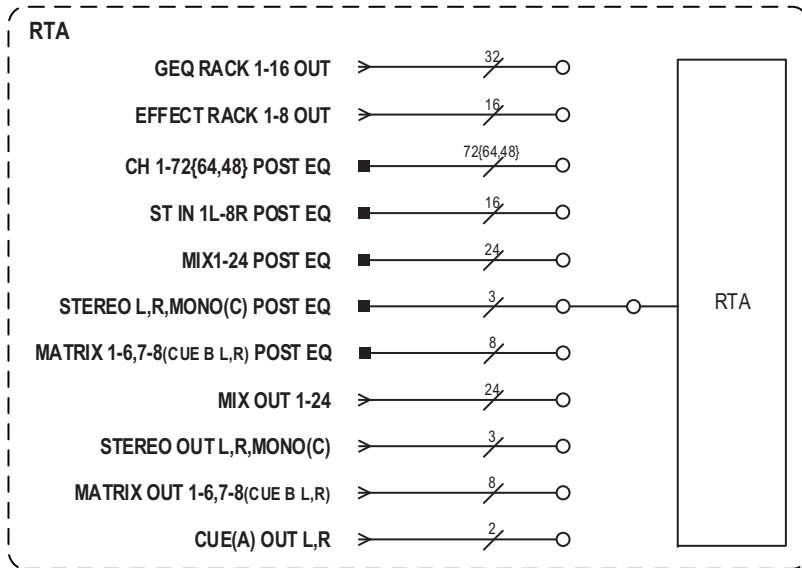 RTA
GEQ RACK 1-16 OUT 32
EFFECT RACK 1-8 OUT 16
CH 1-72{64,48} POST EQ 72{64,48}
ST IN 1L-8R POST EQ 16
MIX1-24 POST EQ 24
STEREO L,R,MONO(C) POST EQ 3 RTA
MATRIX 1-6,7-8(CUE B L,R) POST EQ 8
MIX OUT 1-24 24
STEREO OUT L,R,MONO(C) 3
MATRIX OUT 1-6,7-8(CUE B L,R) 8
CUE(A) OUT L,R 2